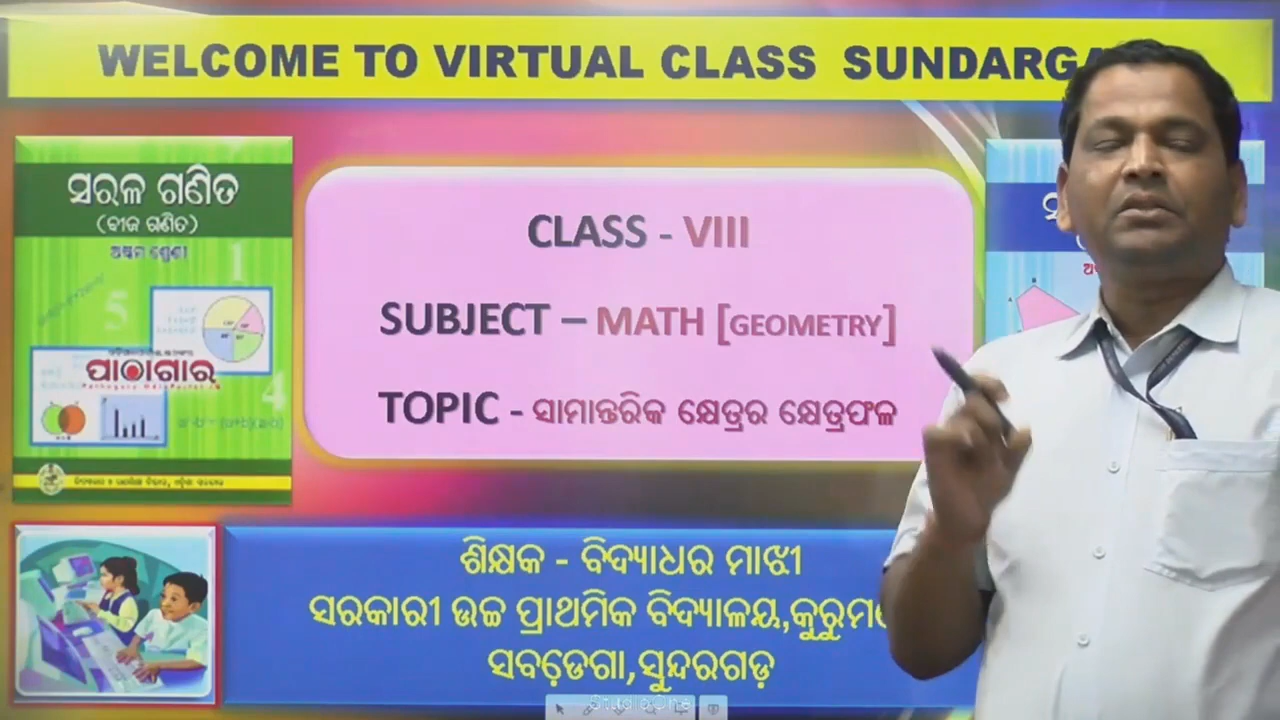 WELCOME TO VIRTUAL CLASS SUNDARGA
ସରଳ ଗଣିତ
(ବୀଜ ଗଣିତ)
ଅଷ୍ଟମ ଶ୍ରେଣୀ
ପାଠାଗାର
CLASS - VIII
SUBJECT – MATH [GEOMETRY]
TOPIC - ସାମାନ୍ତରିକ କ୍ଷେତ୍ରର କ୍ଷେତ୍ରଫଳ
ଶିକ୍ଷକ - ବିଦ୍ୟାଧର ମାଝୀ
ସରକାରୀ ଉଚ୍ଚ ପ୍ରାଥମିକ ବିଦ୍ୟାଳୟ,କୁରୁମ
ସବଡ଼େଗା,ସୁନ୍ଦରଗଡ଼